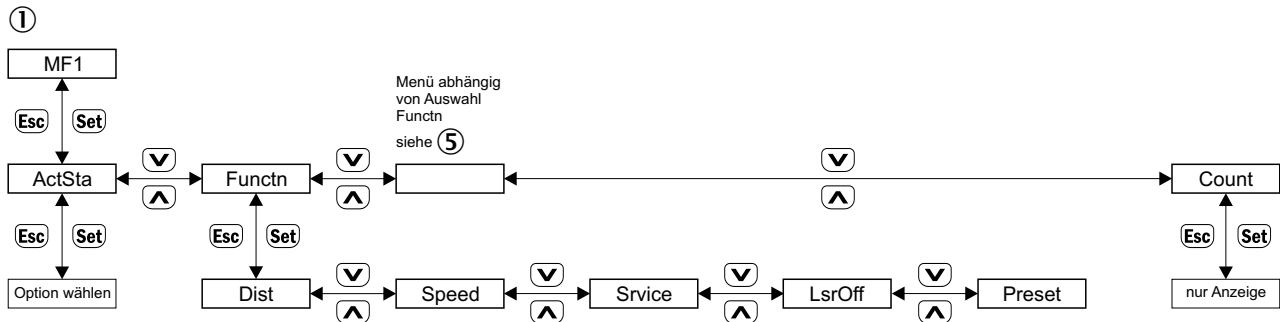 ①
MF1
Menü abhängig
von Auswahl
Functn
siehe ⑤
Esc Set
ActSta
Functn
Count
Esc Set
Esc Set
Esc Set
Option wählen
Dist
Speed
Srvice
LsrOff
Preset
nur Anzeige